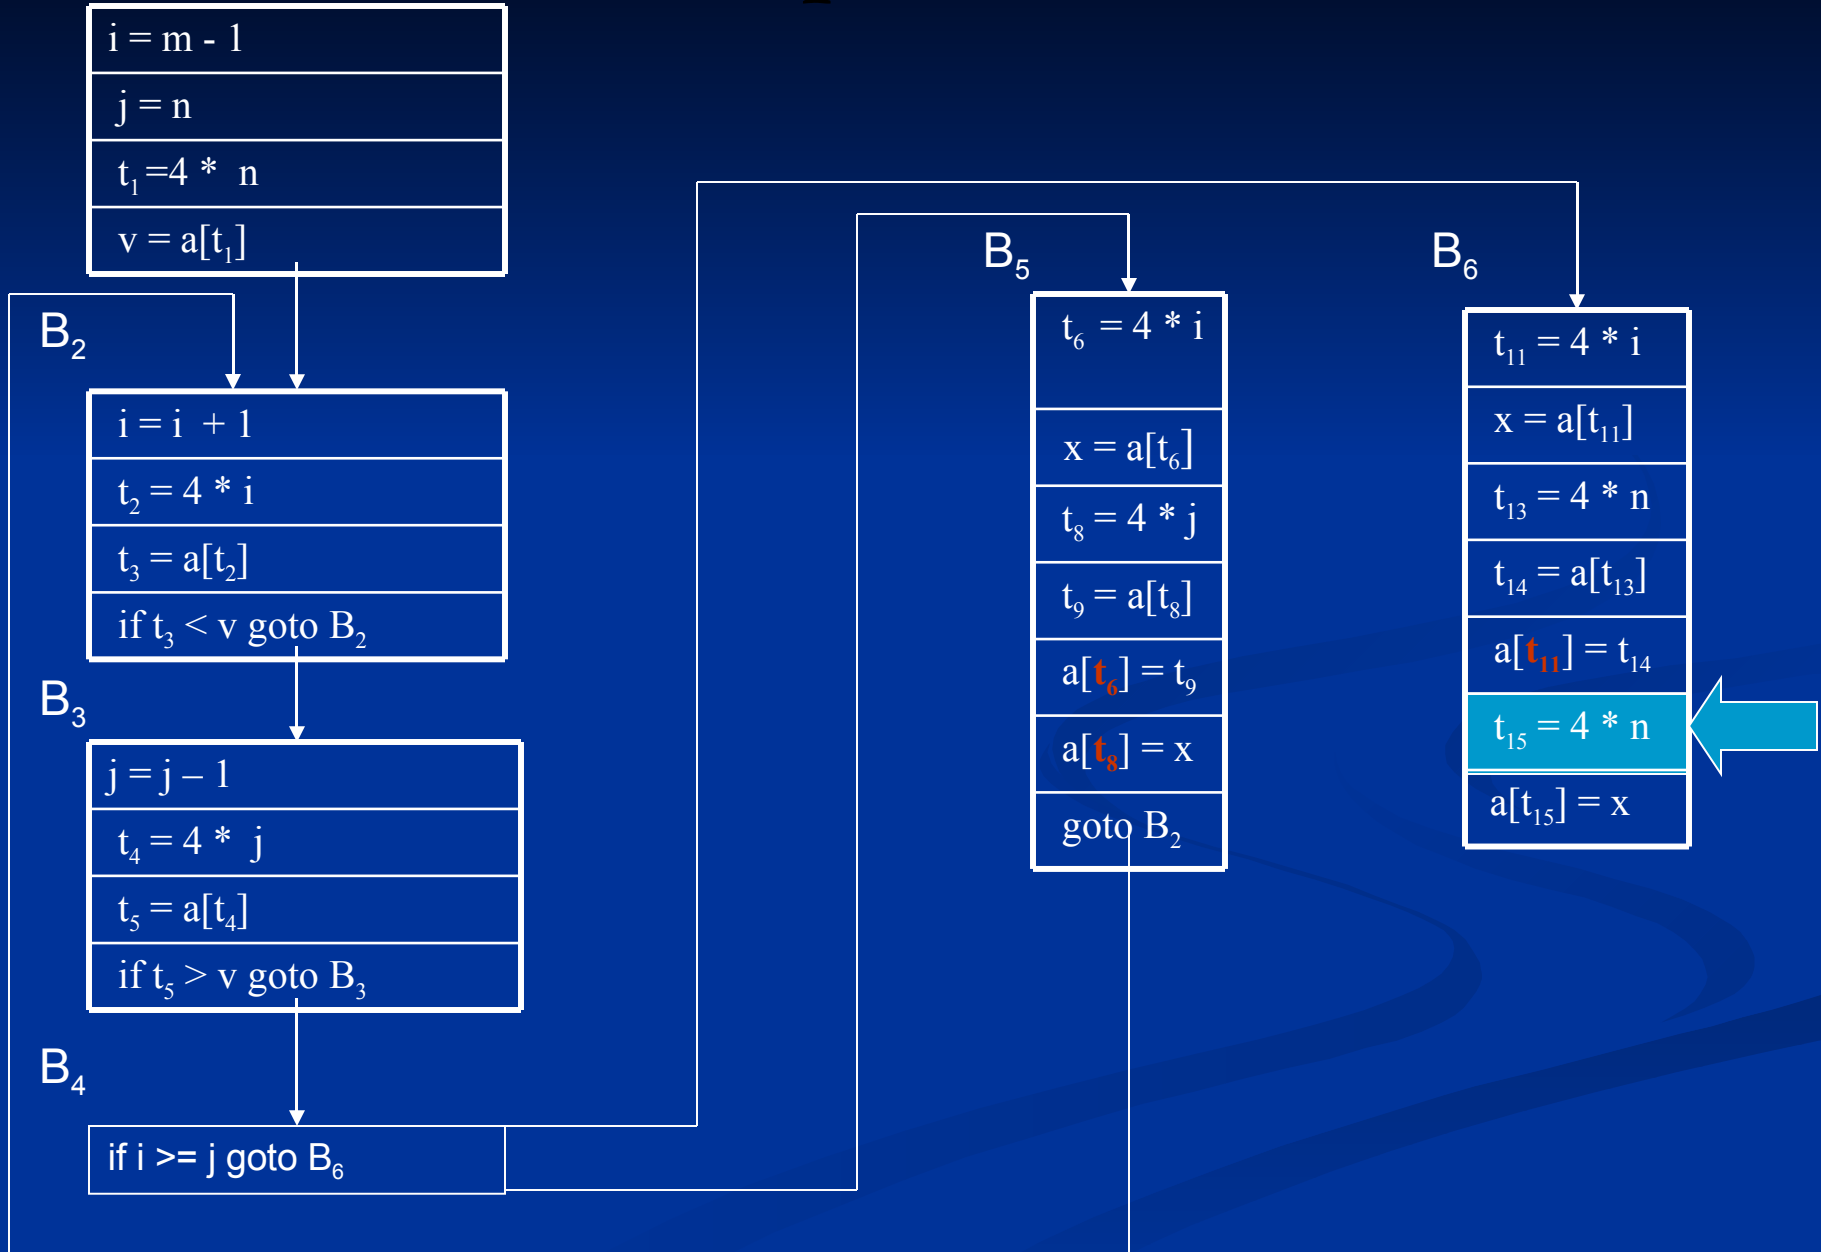 i = m - 1
j = n
t₁=4 * n
v = a[t₁]
B₂
i = i + 1
t₂ = 4 * i
t₃ = a[t₂]
if t₃ < v goto B₂
B₃
j = j – 1
t₄ = 4 * j
t₅ = a[t₄]
if t₅ > v goto B₃
B₄
if i >= j goto B₆
B₅
t₆ = 4 * i
x = a[t₆]
t₈ = 4 * j
t₉ = a[t₈]
a[t₆] = t₉
a[t₈] = x
goto B₂
B₆
t₁₁ = 4 * i
x = a[t₁₁]
t₁₃ = 4 * n
t₁₄ = a[t₁₃]
a[t₁₁] = t₁₄
t₁₅ = 4 * n
a[t₁₅] = x